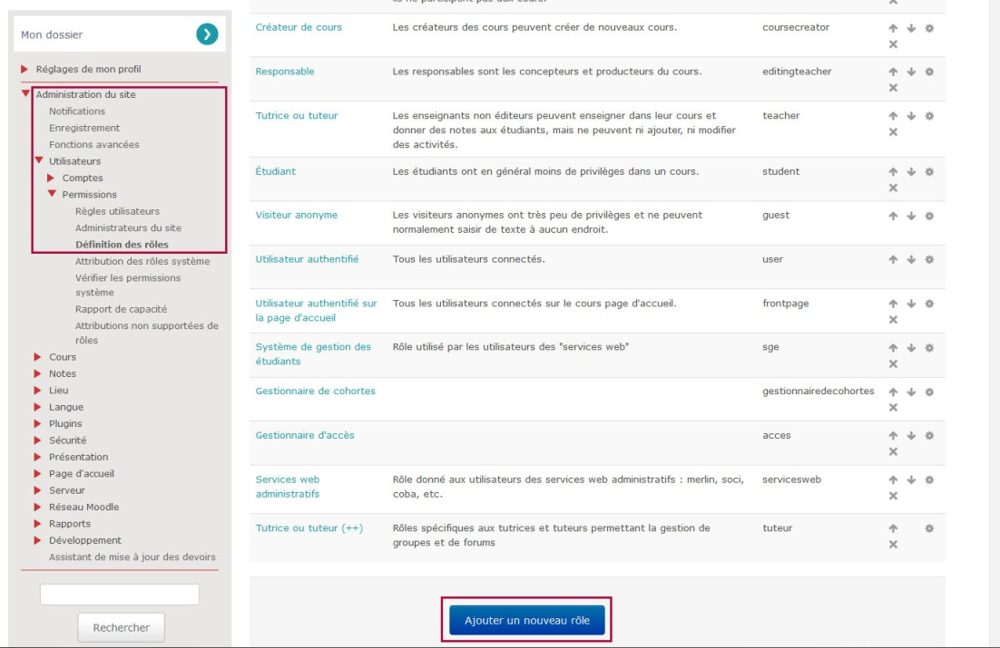 Mon dossier
Réglages de mon profil
Administration du site
Notifications
Enregistrement
Fonctions avancées
Utilisateurs
Comptes
Permissions
Règles utilisateurs
Administrateurs du site
Définition des rôles
Attribution des rôles système
Vérifier les permissions
système
Rapport de capacité
Attributions non supportées de
rôles
Cours
Notes
Lieu
Langue
Plugins
Sécurité
Présentation
Page d'accueil
Serveur
Réseau Moodle
Rapports
Développement
Assistant de mise à jour des devoirs
Rechercher
ils ne participent pas aux cours.
Créateur de cours Les créateurs des cours peuvent créer de nouveaux cours. coursecreator
Responsable Les responsables sont les concepteurs et producteurs du cours. editingteacher
Tutrice ou tuteur Les enseignants non éditeurs peuvent enseigner dans leur cours et teacher
donner des notes aux étudiants, mais ne peuvent ni ajouter, ni modifier
des activités.
Étudiant Les étudiants ont en général moins de privilèges dans un cours. student
Visiteur anonyme Les visiteurs anonymes ont très peu de privilèges et ne peuvent guest
normalement saisir de texte à aucun endroit.
Utilisateur authentifié Tous les utilisateurs connectés. user
Utilisateur authentifié sur Tous les utilisateurs connectés sur le cours page d'accueil. frontpage
la page d'accueil
Système de gestion des Rôle utilisé par les utilisateurs des "services web" sge
étudiants
Gestionnaire de cohortes gestionnairedecohortes
Gestionnaire d'accès acces
Services web Rôle donné aux utilisateurs des services web administratifs : merlin, soci, servicesweb
administratifs coba, etc.
Tutrice ou tuteur (++) Rôles spécifiques aux tutrices et tuteurs permettant la gestion de tuteur
groupes et de forums
Ajouter un nouveau rôle